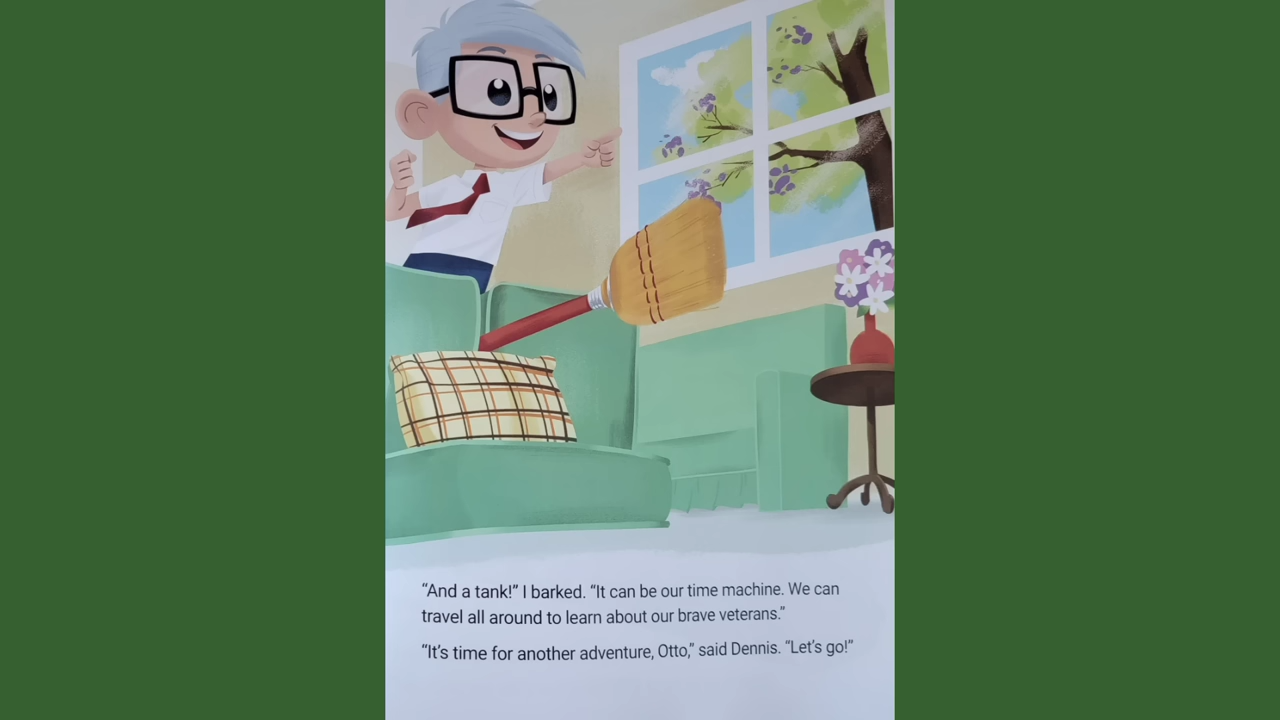 “And a tank!” I barked. “It can be our time machine. We can
travel all around to learn about our brave veterans.”
“It’s time for another adventure, Otto,” said Dennis. “Let’s go!”